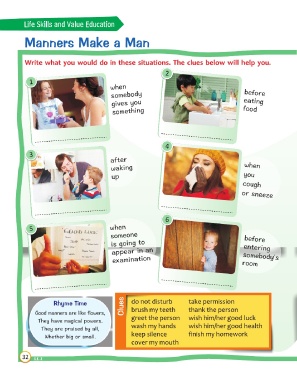 Life Skills and Value Education
Manners Make a Man
Write what you would do in these situations. The clues below will help you.
1
when
somebody
gives you
something
2
before
eating
food
3
after
waking
up
4
when
you
cough
or sneeze
5
when
someone
is going to
appear in an
examination
6
before
entering
somebody's
room
Rhyme Time
Good manners are like flowers,
They have magical powers.
They are praised by all,
Whether big or small.
Clues
do not disturb
brush my teeth
greet the person
wash my hands
keep silence
cover my mouth
take permission
thank the person
wish him/her good luck
wish him/her good health
finish my homework
32